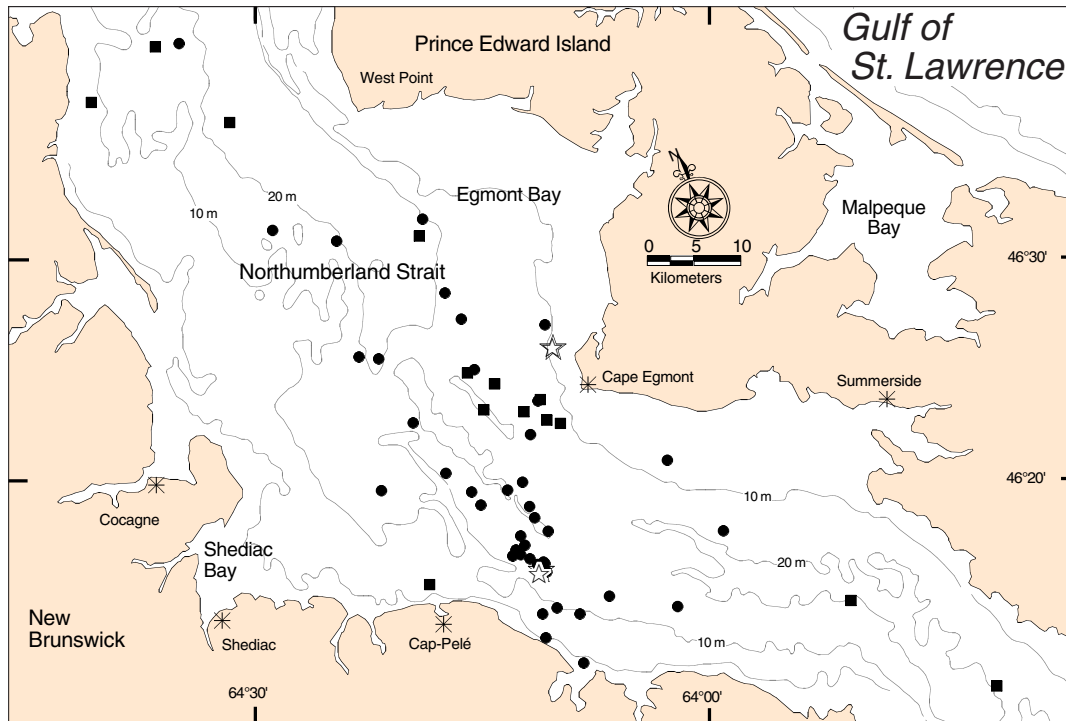 Prince Edward Island
Gulf of
St. Lawrence
West Point
N
Egmont Bay
Malpeque
Bay
20 m
10 m
0 5 10
Kilometers
46°30'
Northumberland Strait
Cape Egmont
Summerside
46°20'
10 m
Cocagne
Shediac
Bay
20 m
New
Brunswick
Shediac
Cap-Pelé
10 m
64°30'
64°00'